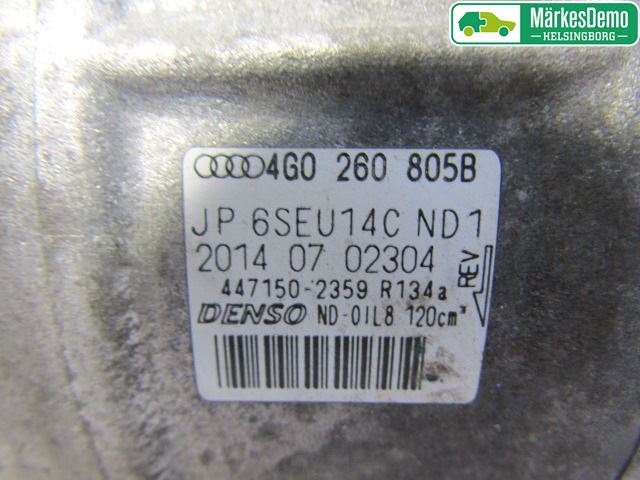 MärkesDemo
HELSINGBORG
4G0 260 805B
JP 6SEU14C ND1
2014 07 02304
REV
447150-2359 R134a
DENSO ND-OIL8 120cm³